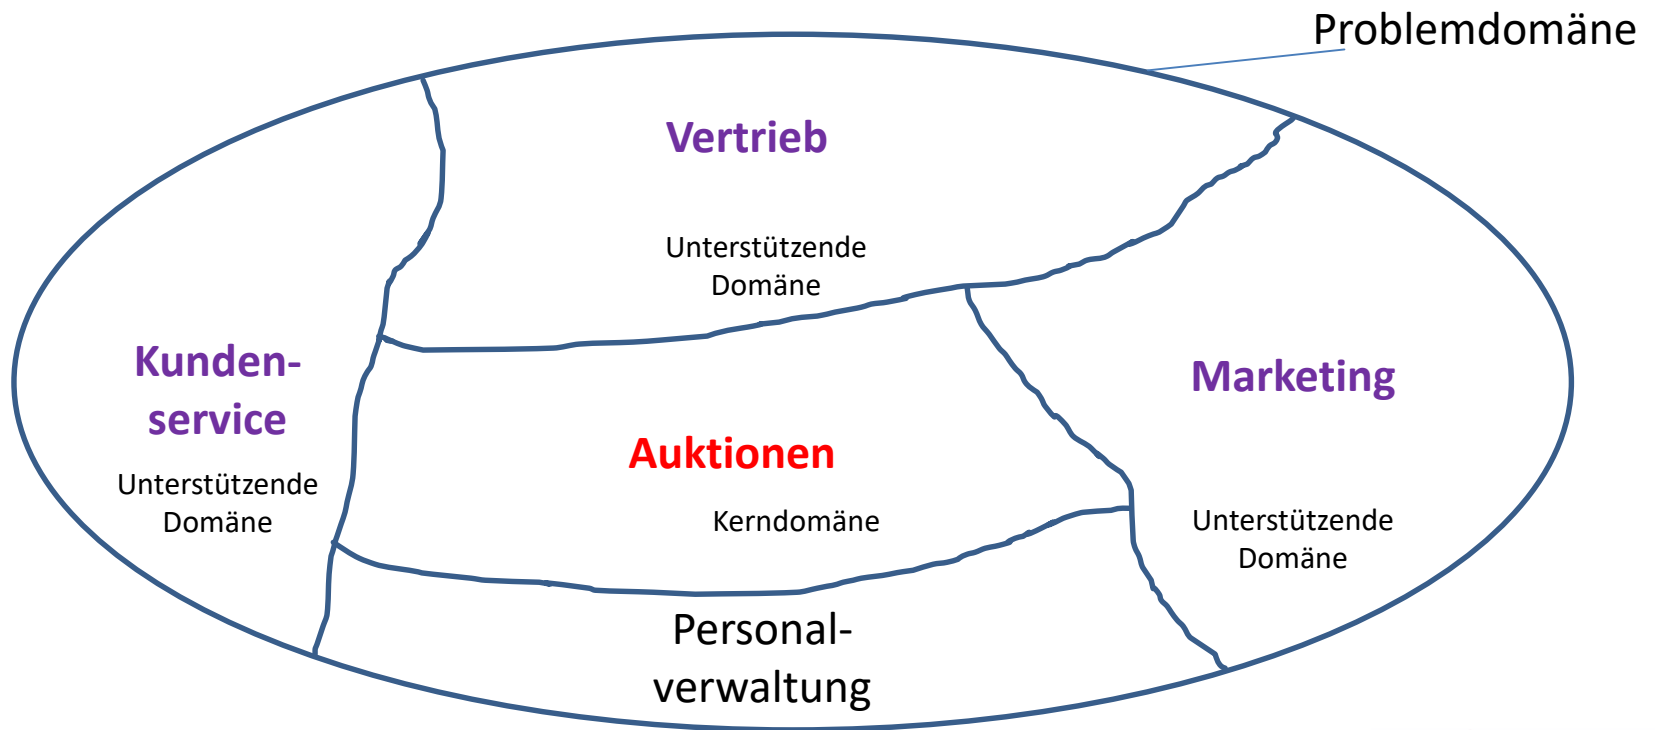 Problemdomäne
Vertrieb
Unterstützende
Domäne
Kunden-
service
Unterstützende
Domäne
Auktionen
Kerndomäne
Marketing
Unterstützende
Domäne
Personal-
verwaltung